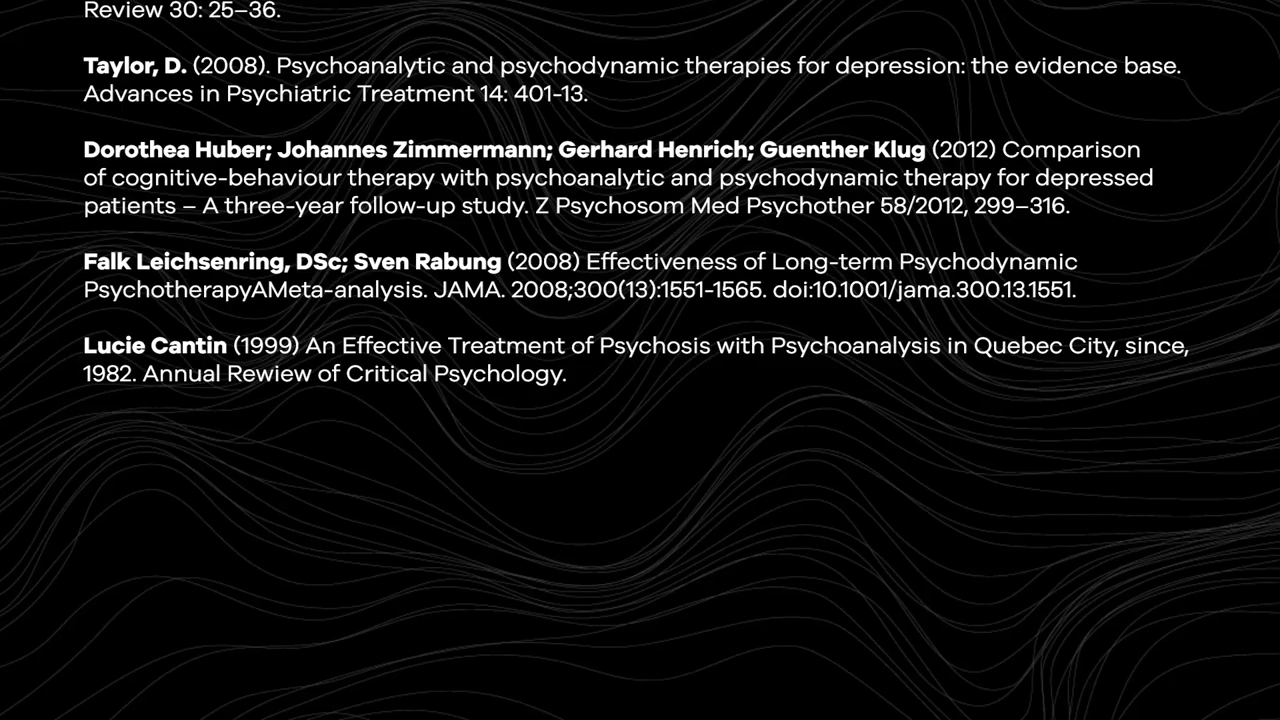 Review 30: 25–36.
Taylor, D. (2008). Psychoanalytic and psychodynamic therapies for depression: the evidence base.
Advances in Psychiatric Treatment 14: 401-13.
Dorothea Huber; Johannes Zimmermann; Gerhard Henrich; Guenther Klug (2012) Comparison
of cognitive-behaviour therapy with psychoanalytic and psychodynamic therapy for depressed
patients – A three-year follow-up study. Z Psychosom Med Psychother 58/2012, 299–316.
Falk Leichsenring, DSc; Sven Rabung (2008) Effectiveness of Long-term Psychodynamic
PsychotherapyAMeta-analysis. JAMA. 2008;300(13):1551-1565. doi:10.1001/jama.300.13.1551.
Lucie Cantin (1999) An Effective Treatment of Psychosis with Psychoanalysis in Quebec City, since,
1982. Annual Rewiew of Critical Psychology.